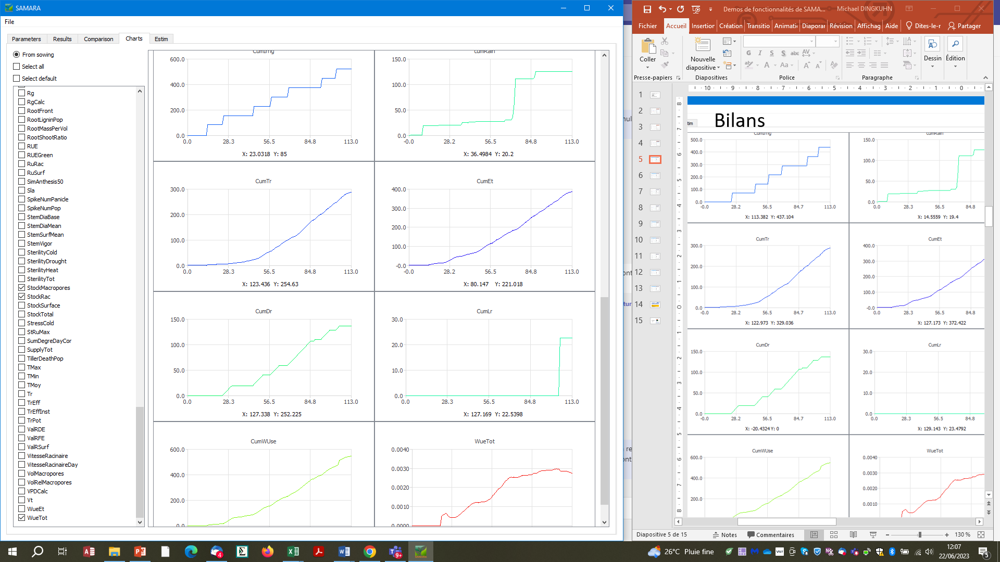 SAMARA
File
Parameters
Results
Comparison
Charts
Estim
From sowing
Select all
Select default
Rg
RgCalc
RootFront
RootLigninPop
RootMassPerVol
RootShootRatio
RUE
RUEGreen
RuRac
RuSurf
SimAnthesis50
Sla
SpikeNumPanicle
SpikeNumPop
StemDiaBase
StemDiaMean
StemSurfMean
StemVigor
SterilityCold
SterilityDrought
SterilityHeat
SterilityTot
StockMacropores
StockRac
StockSurface
StockTotal
StressCold
StRuMax
SumDegreDayCor
SupplyTot
TillerDeathPop
TMax
TMin
TMoy
Tr
TrEff
TrEffInst
TrPot
ValRDE
ValRFE
ValRSurf
VitesseRacinaire
VitesseRacinaireDay
VolMacropores
VolRelMacropores
VPDCalc
Vt
WueEt
WueTot
CumIrrig
600.0
400.0
200.0
0.0
0.0 28.3 56.5 84.8 113.0
X: 23.0318 Y: 85
cumRain
150.0
100.0
50.0
0.0
-0.0 28.2 56.5 84.8 113.0
X: 36.4984 Y: 20.2
CumTr
300.0
200.0
100.0
0.0
0.0 28.3 56.5 84.8 113.0
X: 123.436 Y: 254.63
CumEt
400.0
300.0
200.0
100.0
-0.0
-0.0 28.2 56.5 84.8 113.0
X: 80.147 Y: 221.018
CumDr
150.0
100.0
50.0
0.0
0.0 28.3 56.5 84.8 113.0
X: 127.338 Y: 252.225
CumLr
30.0
20.0
10.0
0.0
0.0 28.3 56.5 84.8 113.0
X: 127.169 Y: 22.5398
CumWUse
600.0
400.0
200.0
0.0
WueTot
0.0040
0.0030
0.0020
0.0010
0.0000
Demos de fonctionnalités de SAMA...
Michael DINGKUHN
Fichier
Accueil
Insertion
Création
Transitio
Animati
Diaporar
Révision
Affichag
Aide
Dites-le-r
Partager
Coller
Nouvelle
diapositive
Dessin
Édition
G I S S abc AV
Aa
Presse-papiers
Diapositives
Police
Paragraphe
10 9 8 7 6 5 4 3 2 1 0
1
2
3
4
5
6
7
8
9
10
11
12
13
14
15
8
7
6
5
4
3
2
1
0
1
2
3
4
5
6
7
8
tim
Bilans
CumIrrig
500.0
400.0
300.0
200.0
100.0
0.0
-0.0 28.2 56.5 84.8 113.0
X: 113.382 Y: 437.104
cumRain
150.0
100.0
50.0
0.0
0.0 28.2 56.5 84.8
X: 14.5559 Y: 19.4
CumTr
300.0
200.0
100.0
0.0
-0.0 28.2 56.5 84.7 113.0
X: 122.973 Y: 329.036
CumEt
400.0
300.0
200.0
100.0
-0.0
-0.0 28.2 56.5 84.8
X: 127.173 Y: 372.422
CumDr
150.0
100.0
50.0
0.0
-0.0 28.2 56.5 84.7 113.0
X: -20.4324 Y: 0
CumLr
30.0
20.0
10.0
0.0
0.0 28.3 56.5 84.8
X: 129.143 Y: 23.4792
CumWUse
600.0
400.0
200.0
WueTot
0.0040
0.0030
0.0020
0.0010
Diapositive 5 de 15
Notes
Commentaires
130 %
26°C Pluie fine
12:07
22/06/2023
4
9+
5